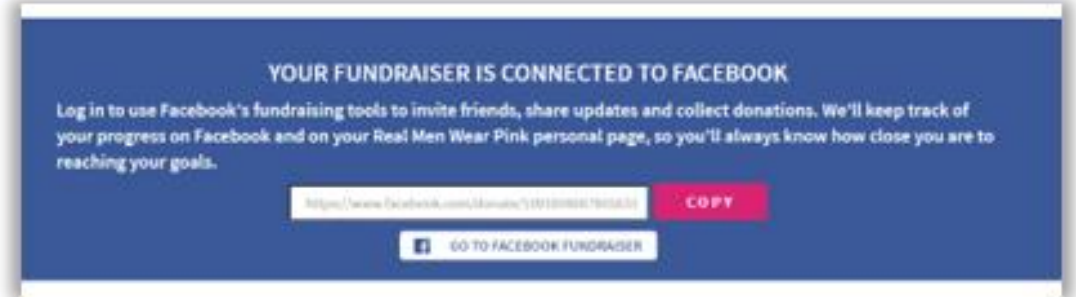 YOUR FUNDRAISER IS CONNECTED TO FACEBOOK
Log in to use Facebook's fundraising tools to invite friends, share updates and collect donations. We'll keep track of
your progress on Facebook and on your Real Men Wear Pink personal page, so you'll always know how close you are to
reaching your goals.
COPY
GO TO FACEBOOK FUNDRAISER